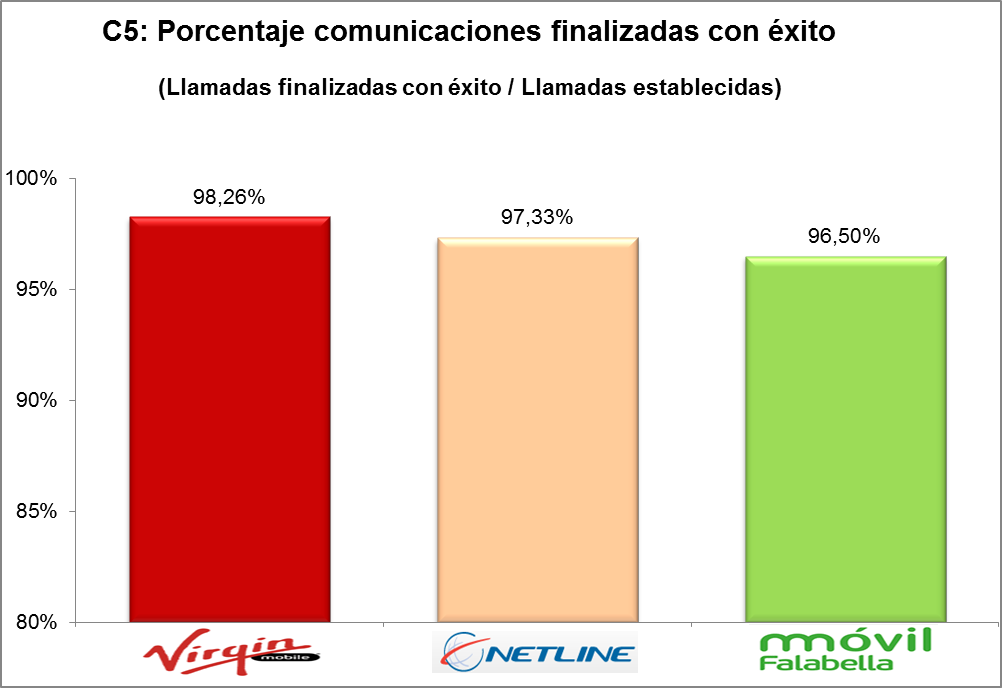 C5: Porcentaje comunicaciones finalizadas con éxito
(Llamadas finalizadas con éxito / Llamadas establecidas)
100%
98,26%
97,33%
96,50%
95%
90%
85%
80%
Virgin mobile
NETLINE
móvil
Falabella